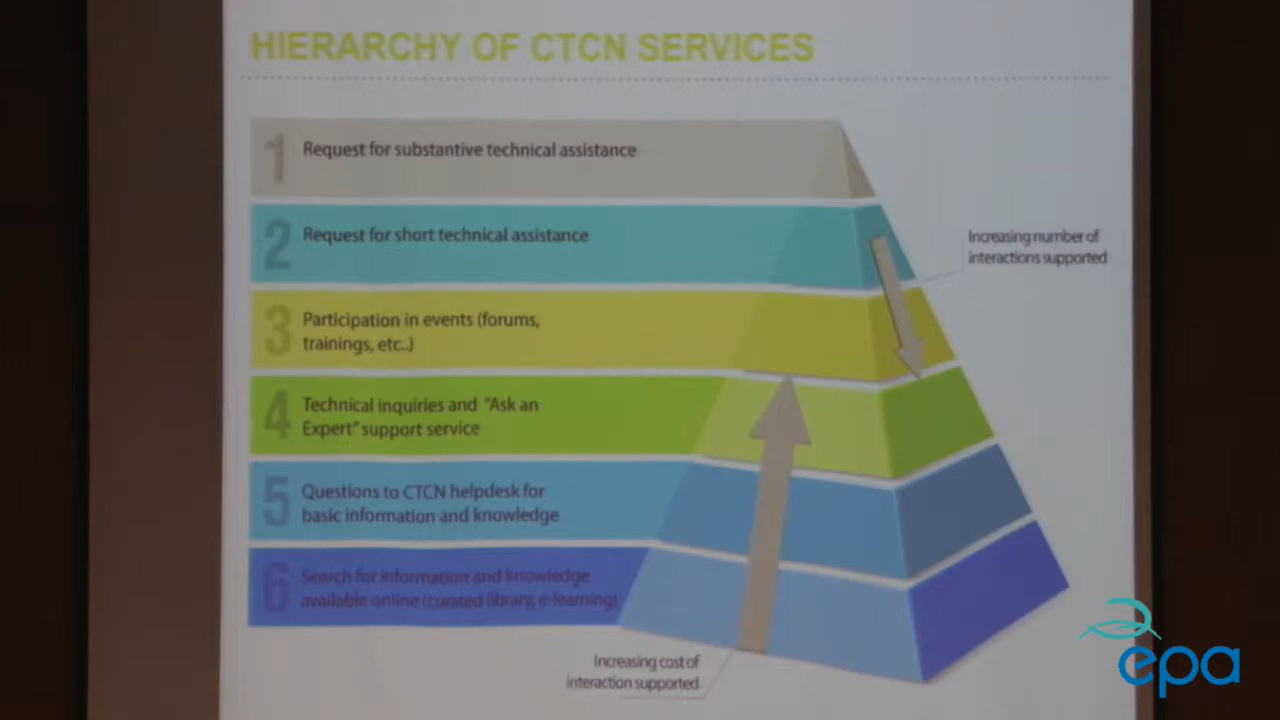 HIERARCHY OF CTCN SERVICES
1
Request for substantive technical assistance
2
Request for short technical assistance
Increasing number of
interactions supported
3
Participation in events (forums,
trainings, etc..)
4
Technical inquiries and "Ask an
Expert" support service
5
Questions to CTCN helpdesk for
basic information and knowledge
6
Search for information and knowledge
available online (curated library, e-learning)
Increasing cost of
interaction supported
epa